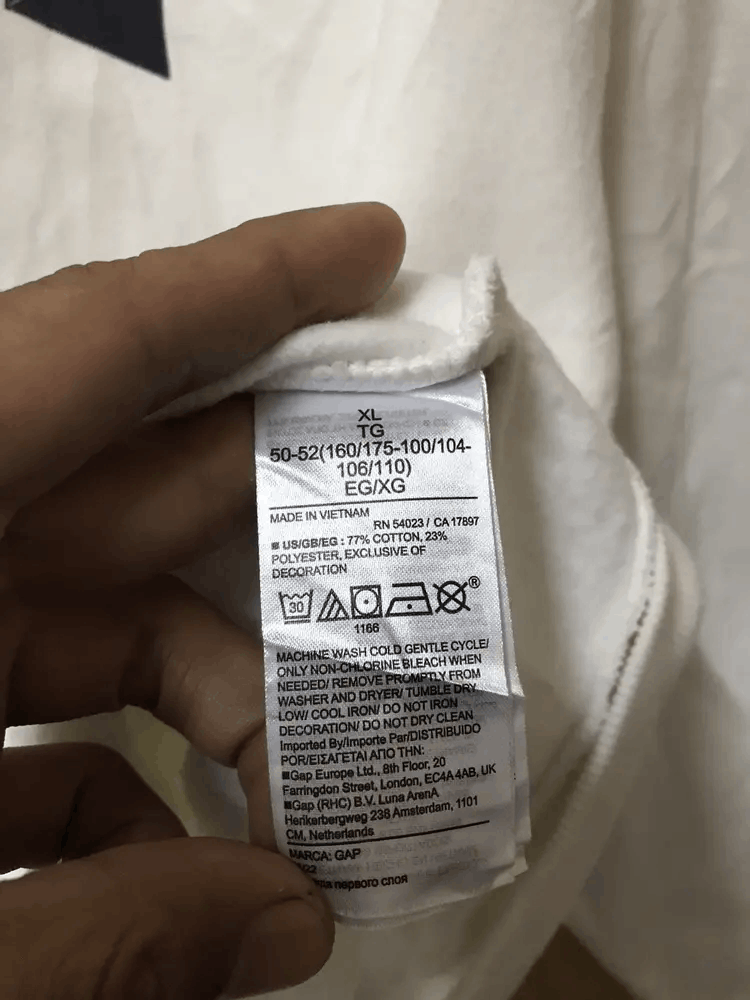 XL
TG
50-52(160/175-100/104-
106/110)
EG/XG
MADE IN VIETNAM
RN 54023 / CA 17897
■ US/GB/EG : 77% COTTON, 23%
POLYESTER, EXCLUSIVE OF
DECORATION
30
®
1166
MACHINE WASH COLD GENTLE CYCLE/
ONLY NON-CHLORINE BLEACH WHEN
NEEDED/ REMOVE PROMPTLY FROM
WASHER AND DRYER/ TUMBLE DRY
LOW/ COOL IRON/ DO NOT IRON
DECORATION/ DO NOT DRY CLEAN
Imported By/Importe Par/DISTRIBUIDO
POR/ΕΙΣΑΓΕΤΑΙ ΑΠΟ ΤΗΝ:
■Gap Europe Ltd., 8th Floor, 20
Farringdon Street, London, EC4A 4AB, UK
■Gap (RHC) B.V. Luna ArenA
Herikerbergweg 238 Amsterdam, 1101
CM, Netherlands
MARCA: GAP
первого слоя